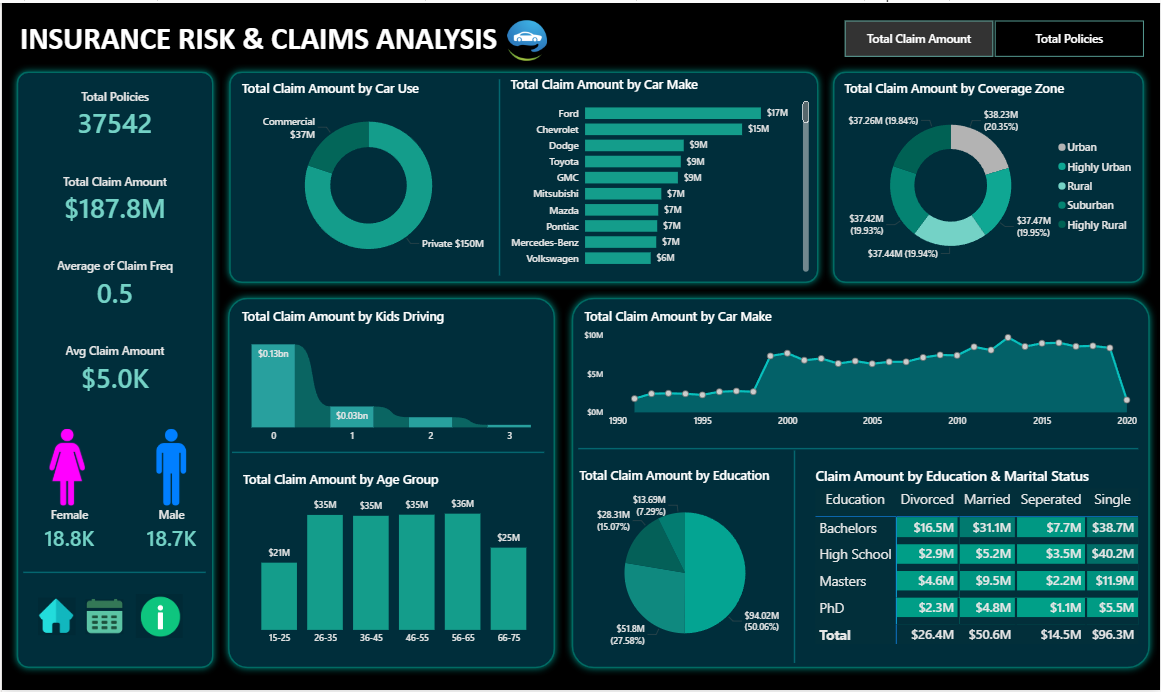 INSURANCE RISK & CLAIMS ANALYSIS
Total Claim Amount
Total Policies
Total Policies
37542
Total Claim Amount
$187.8M
Average of Claim Freq
0.5
Avg Claim Amount
$5.0K
Female
18.8K
Male
18.7K
Total Claim Amount by Car Use
Commercial
$37M
Private $150M
Total Claim Amount by Car Make
Ford $17M
Chevrolet $15M
Dodge $9M
Toyota $9M
GMC $9M
Mitsubishi $7M
Mazda $7M
Pontiac $7M
Mercedes-Benz $7M
Volkswagen $6M
Total Claim Amount by Coverage Zone
$37.26M (19.84%)
$38.23M
(20.35%)
$37.42M
(19.93%)
$37.47M
(19.95%)
$37.44M (19.94%)
Urban
Highly Urban
Rural
Suburban
Highly Rural
Total Claim Amount by Kids Driving
$0.13bn
$0.03bn
0 1 2 3
Total Claim Amount by Age Group
$21M $35M $35M $35M $36M $25M
15-25 26-35 36-45 46-55 56-65 66-75
Total Claim Amount by Car Make
$10M
$5M
$0M
1990 1995 2000 2005 2010 2015 2020
Total Claim Amount by Education
$13.69M
(7.29%)
$28.31M
(15.07%)
$51.8M
(27.58%)
$94.02M
(50.06%)
Claim Amount by Education & Marital Status
Education Divorced Married Seperated Single
Bachelors $16.5M $31.1M $7.7M $38.7M
High School $2.9M $5.2M $3.5M $40.2M
Masters $4.6M $9.5M $2.2M $11.9M
PhD $2.3M $4.8M $1.1M $5.5M
Total $26.4M $50.6M $14.5M $96.3M